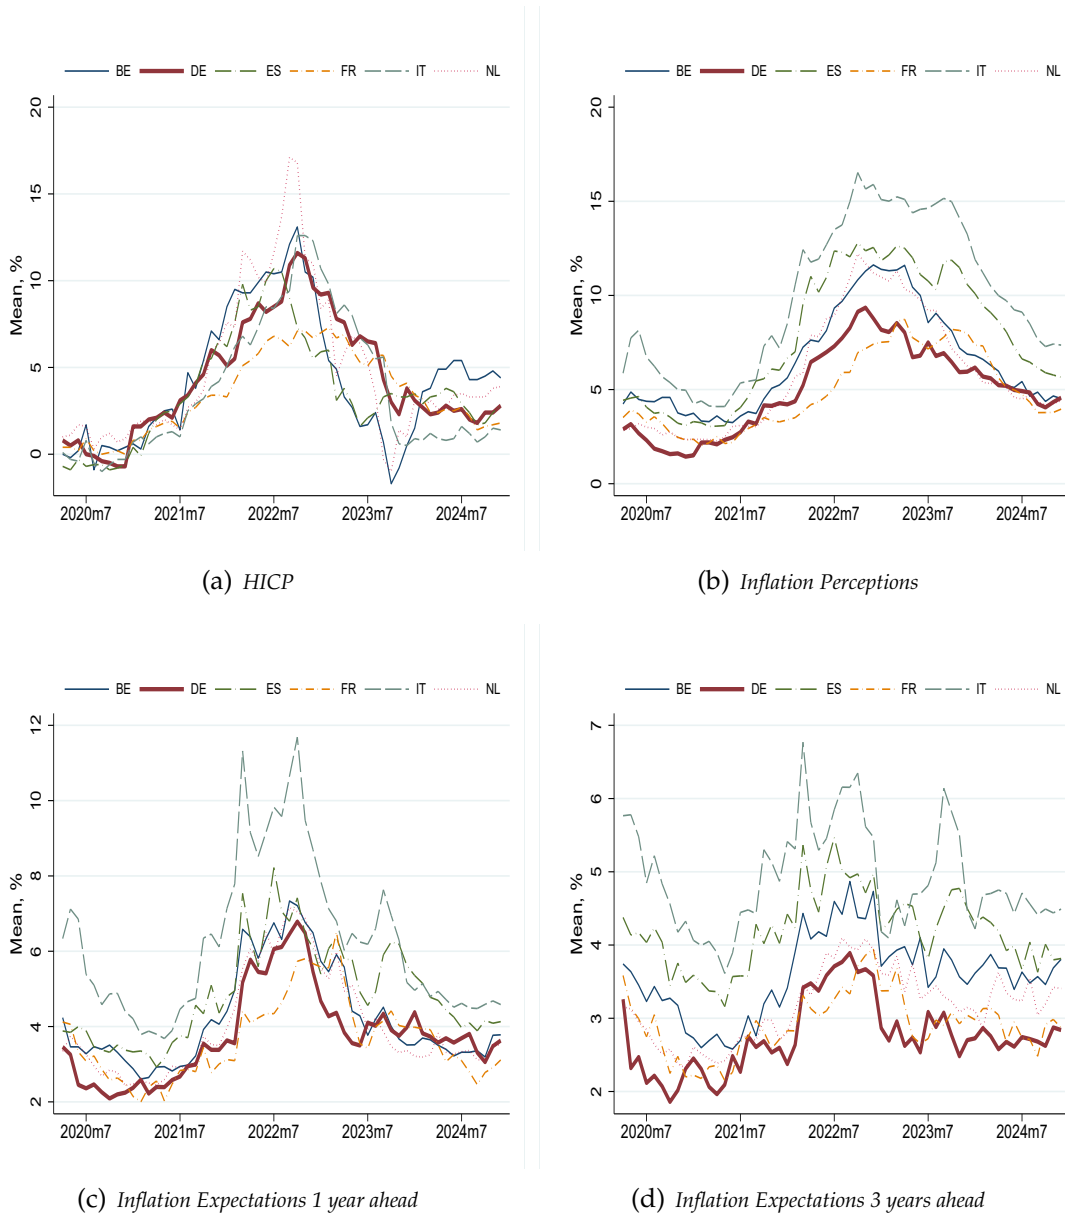 BE DE ES FR IT NL
Mean, %
20
15
10
5
0
2020m7 2021m7 2022m7 2023m7 2024m7
(a) HICP
BE DE ES FR IT NL
Mean, %
20
15
10
5
0
2020m7 2021m7 2022m7 2023m7 2024m7
(b) Inflation Perceptions
BE DE ES FR IT NL
Mean, %
12
10
8
6
4
2
2020m7 2021m7 2022m7 2023m7 2024m7
(c) Inflation Expectations 1 year ahead
BE DE ES FR IT NL
Mean, %
7
6
5
4
3
2
2020m7 2021m7 2022m7 2023m7 2024m7
(d) Inflation Expectations 3 years ahead